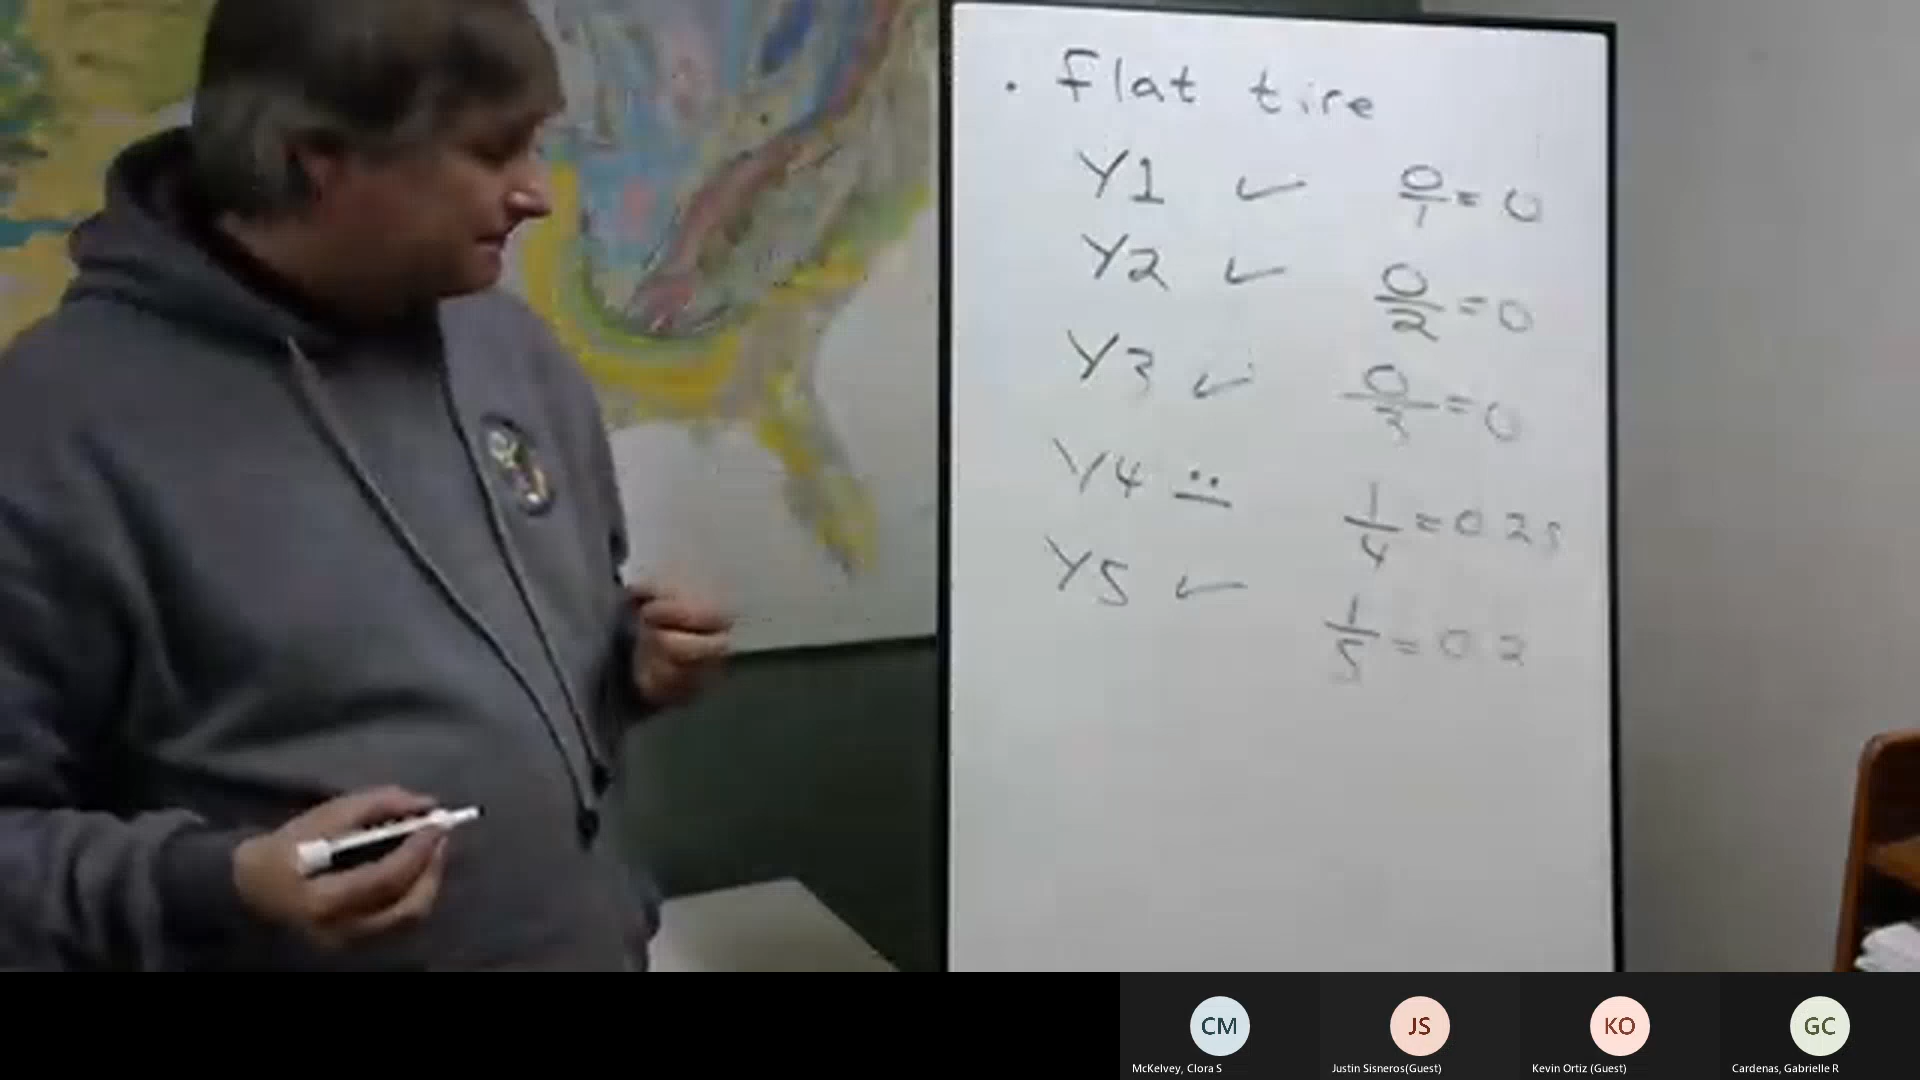 . flat tire
Y1 ✓ 0/1 = 0
Y2 ✓ 0/2 = 0
Y3 ✓ 0/3 = 0
Y4 1/4 = 0.25
Y5 ✓ 1/5 = 0.2
CM JS KO GC
McKelvey, Clora S Justin Sisneros(Guest) Kevin Ortiz (Guest) Cardenas, Gabrielle R